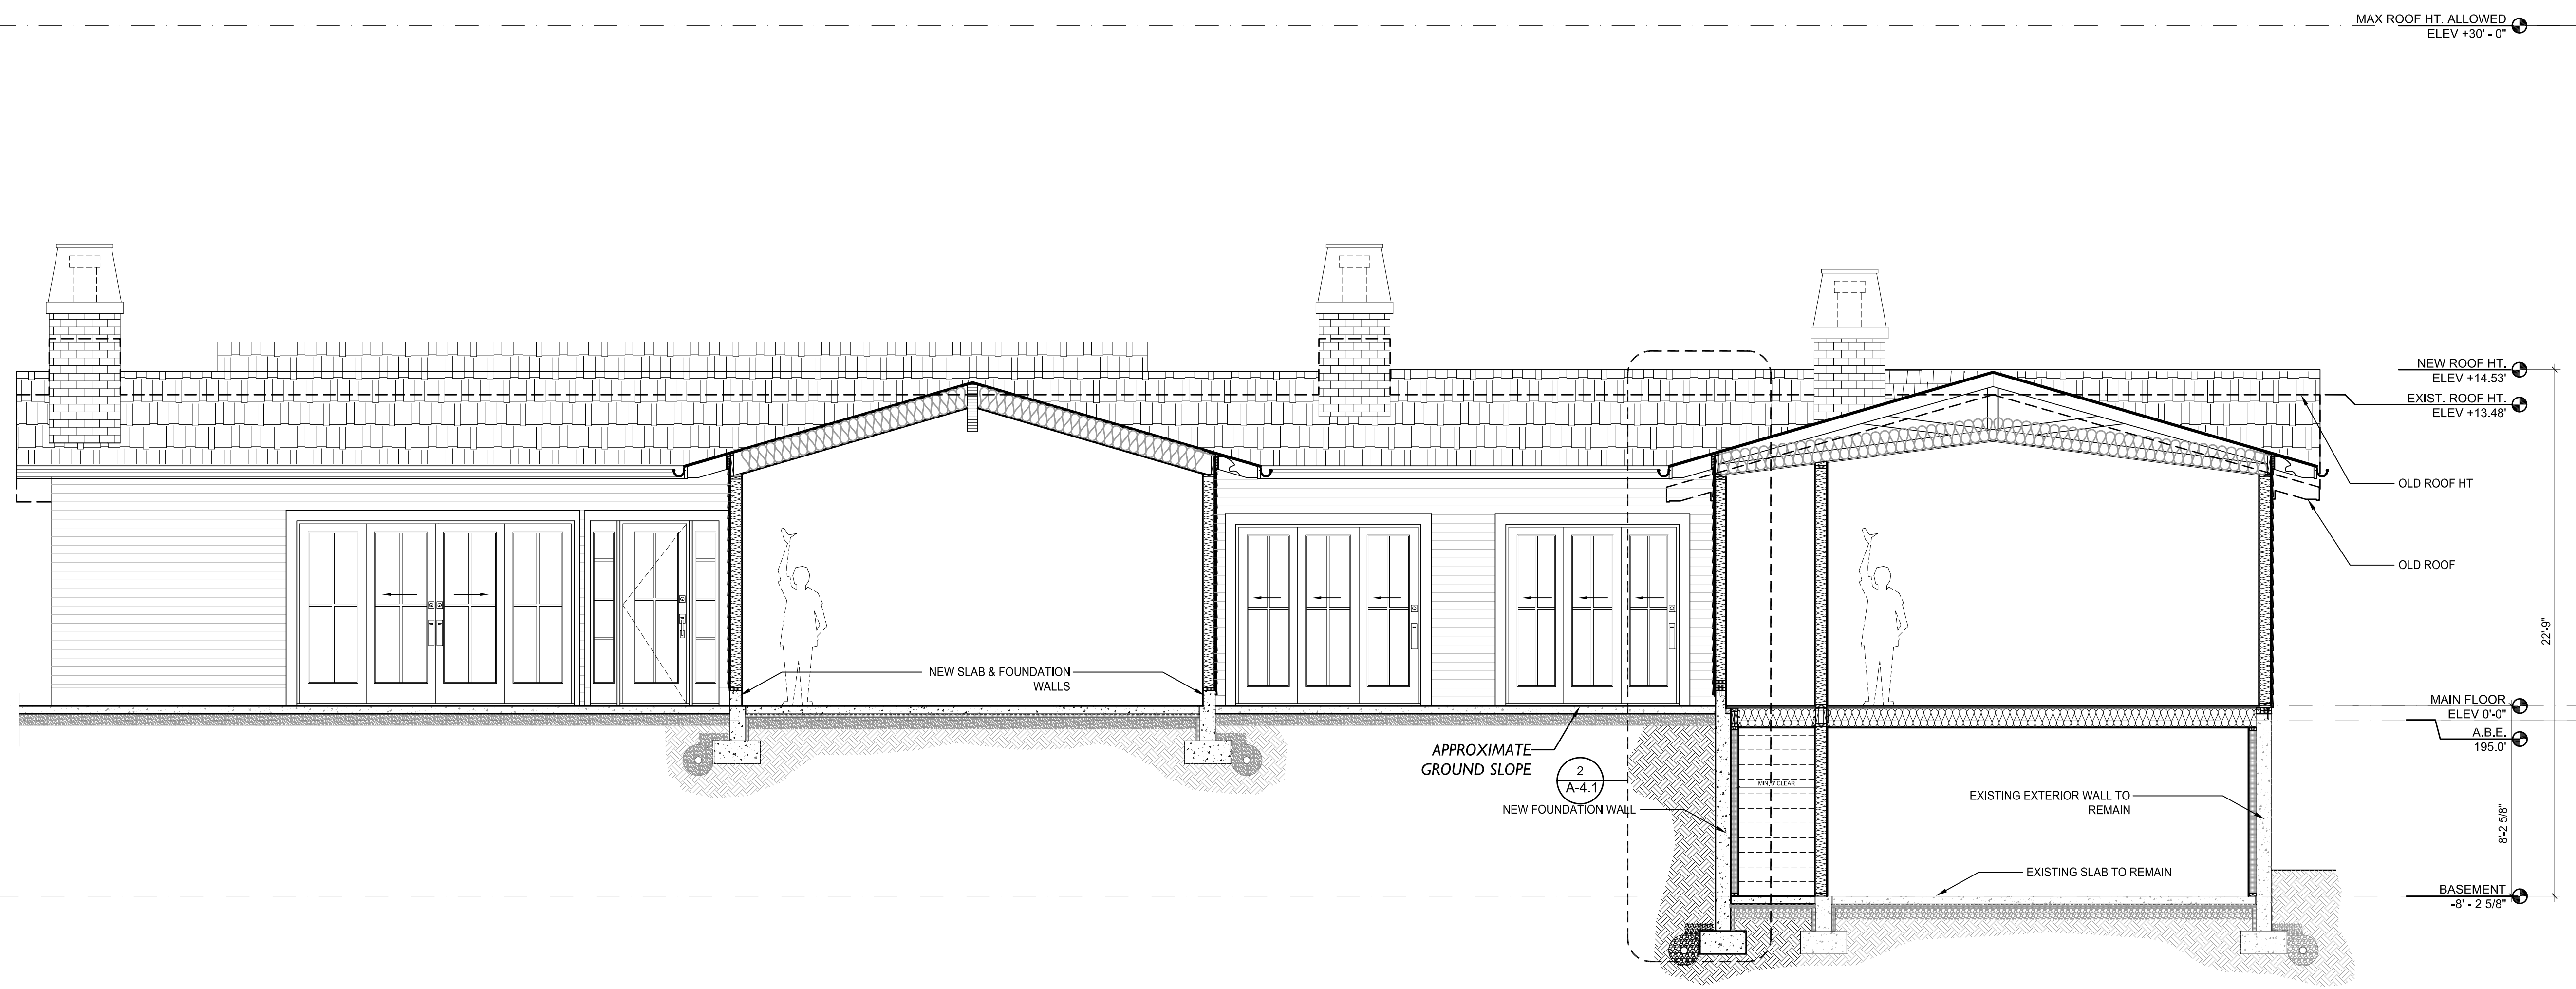 MAX ROOF HT. ALLOWED
ELEV +30' - 0"
NEW ROOF HT.
ELEV +14.53'
EXIST. ROOF HT.
ELEV +13.48'
OLD ROOF HT
OLD ROOF
22'-9"
NEW SLAB & FOUNDATION
WALLS
MAIN FLOOR
ELEV 0'-0"
A.B.E.
195.0'
APPROXIMATE
GROUND SLOPE
2
A-4.1
NEW FOUNDATION WALL
MIN. CLEAR
EXISTING EXTERIOR WALL TO
REMAIN
8'-2 5/8"
EXISTING SLAB TO REMAIN
BASEMENT
-8' - 2 5/8"